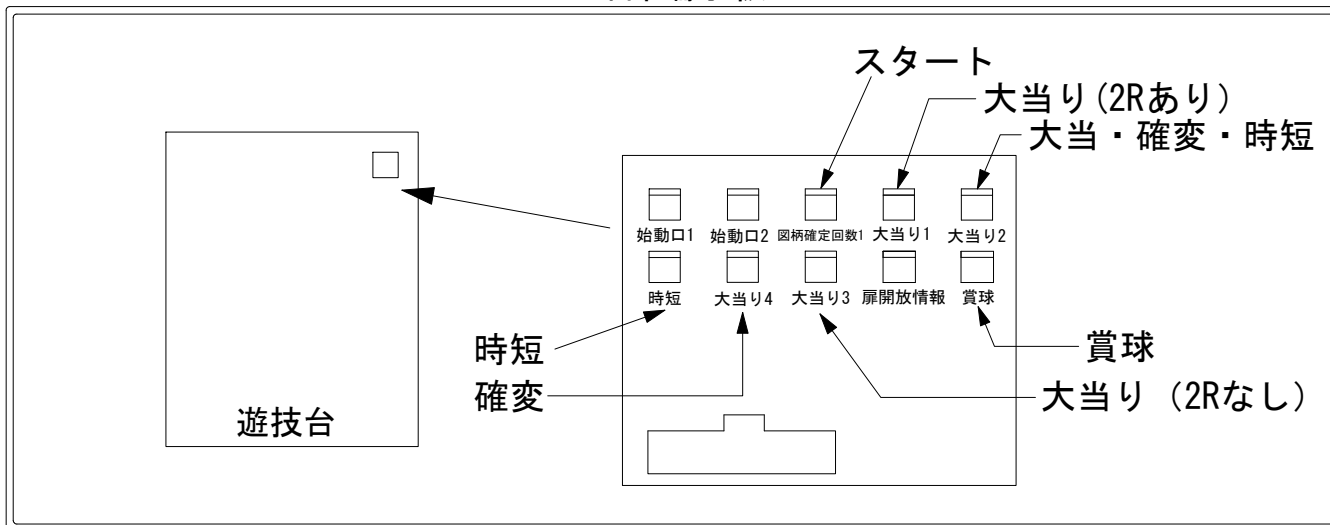 スタート
大当り(2Rあり)
大当・確変・時短
始動口1
始動口2
図柄確定回数1
大当り1
大当り2
時短
大当り4
大当り3
扉開放情報
賞球
時短
確変
賞球
大当り (2Rなし)
遊技台